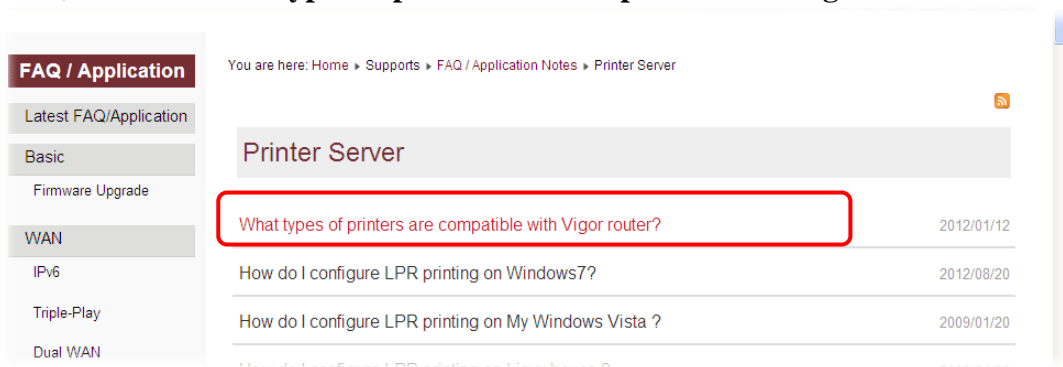 FAQ / Application
Latest FAQ/Application
Basic
Firmware Upgrade
WAN
IPv6
Triple-Play
Dual WAN
You are here: Home ▸ Supports ▸ FAQ / Application Notes ▸ Printer Server
Printer Server
What types of printers are compatible with Vigor router? 2012/01/12
How do I configure LPR printing on Windows7? 2012/08/20
How do I configure LPR printing on My Windows Vista ? 2009/01/20